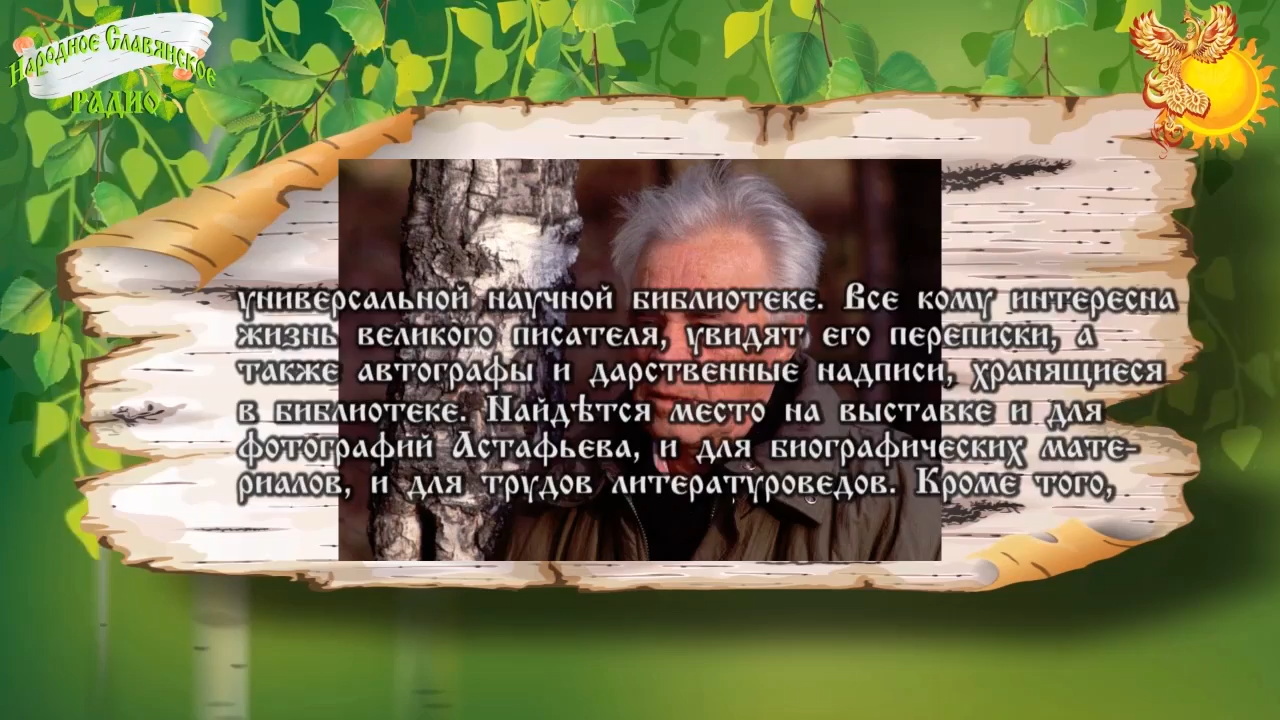 Народное Славянское
РАДИО
универсальной научной библиотеке. Все кому интересна
жизнь великого писателя, увидят его переписки, а
также автографы и дарственные надписи, хранящиеся
в библиотеке. Найдѣтся место на выставке и для
фотографий Астафьева, и для биографических мате-
риалов, и для трудов литературоведов. Кроме того,